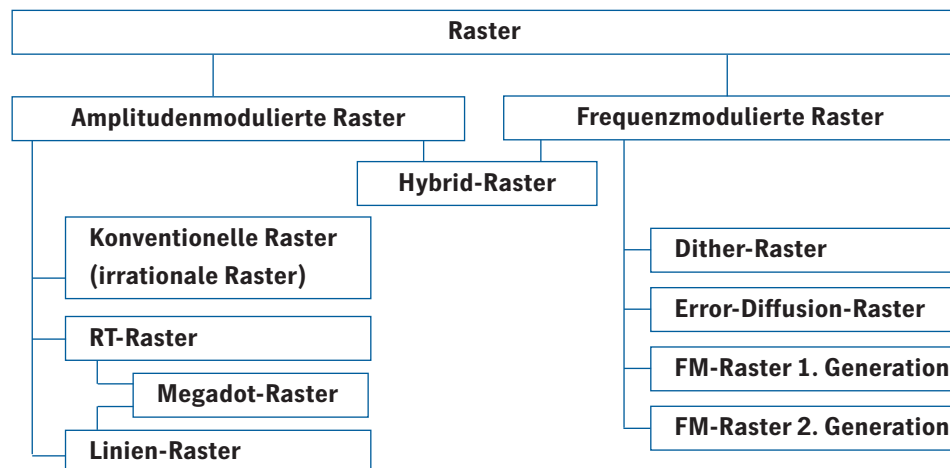 Raster
Amplitudenmodulierte Raster
Frequenzmodulierte Raster
Hybrid-Raster
Konventionelle Raster
(irrationale Raster)
RT-Raster
Megadot-Raster
Linien-Raster
Dither-Raster
Error-Diffusion-Raster
FM-Raster 1. Generation
FM-Raster 2. Generation